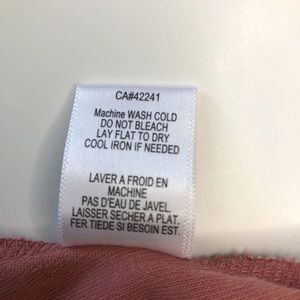 CA#42241
Machine WASH COLD
DO NOT BLEACH
LAY FLAT TO DRY
COOL IRON IF NEEDED
LAVER A FROID EN
MACHINE
PAS D'EAU DE JAVEL.
LAISSER SECHER A PLAT.
FER TIEDE SI BESOIN EST.